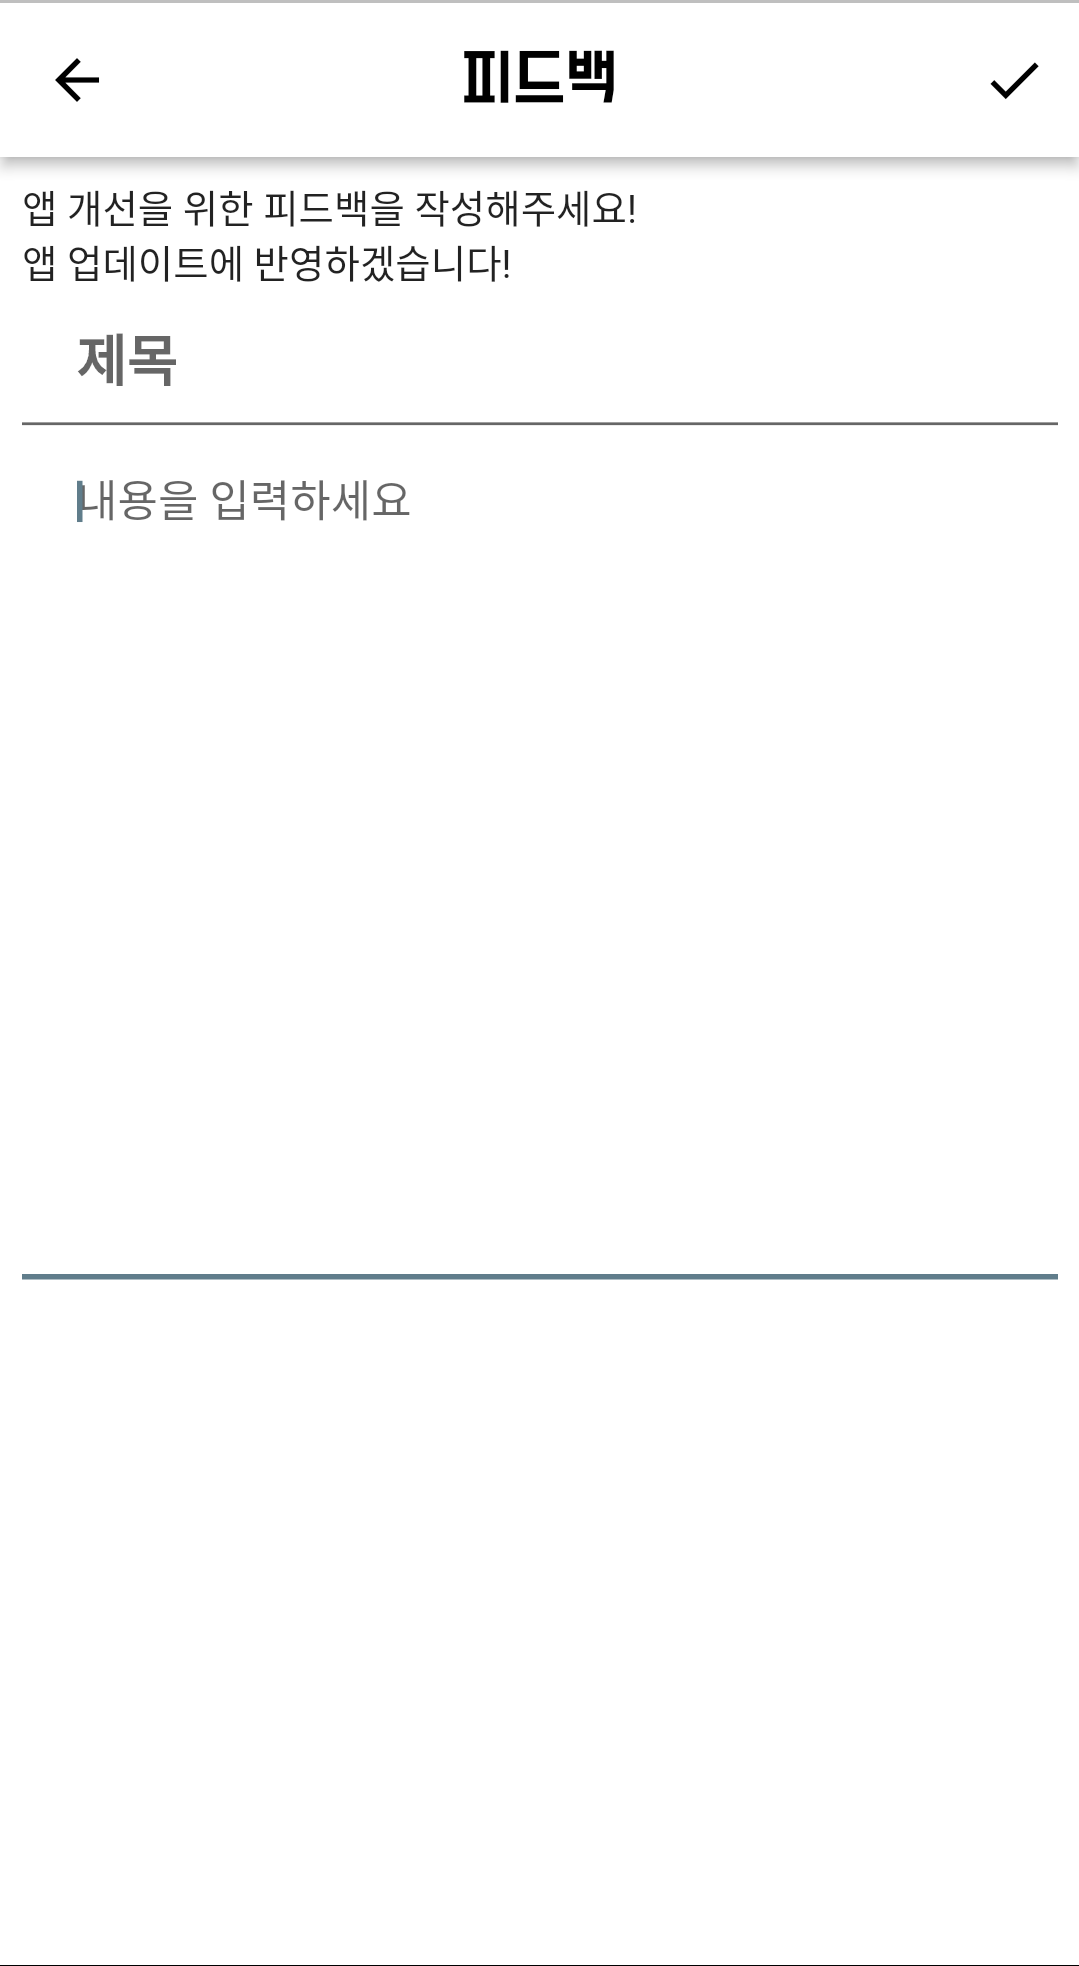 피드백
앱 개선을 위한 피드백을 작성해주세요!
앱 업데이트에 반영하겠습니다!
제목
내용을 입력하세요